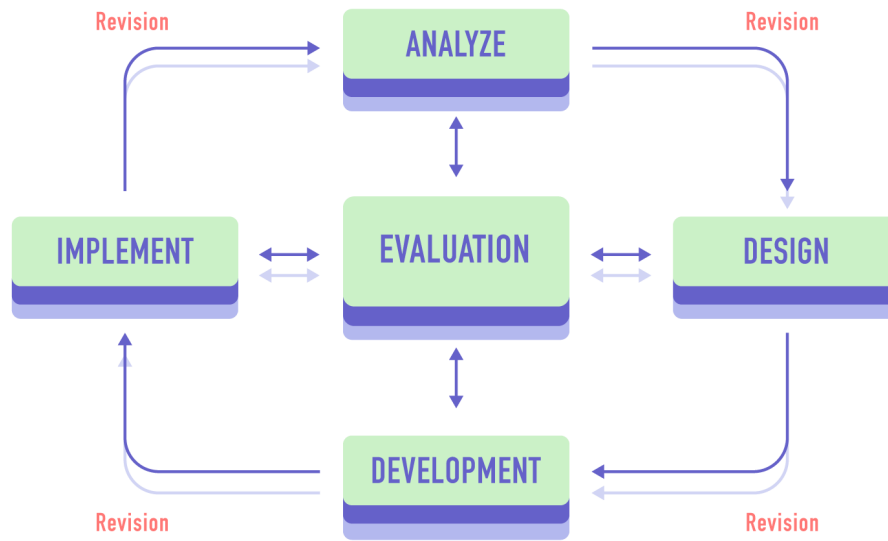 Revision
Revision
ANALYZE
IMPLEMENT
EVALUATION
DESIGN
DEVELOPMENT
Revision
Revision